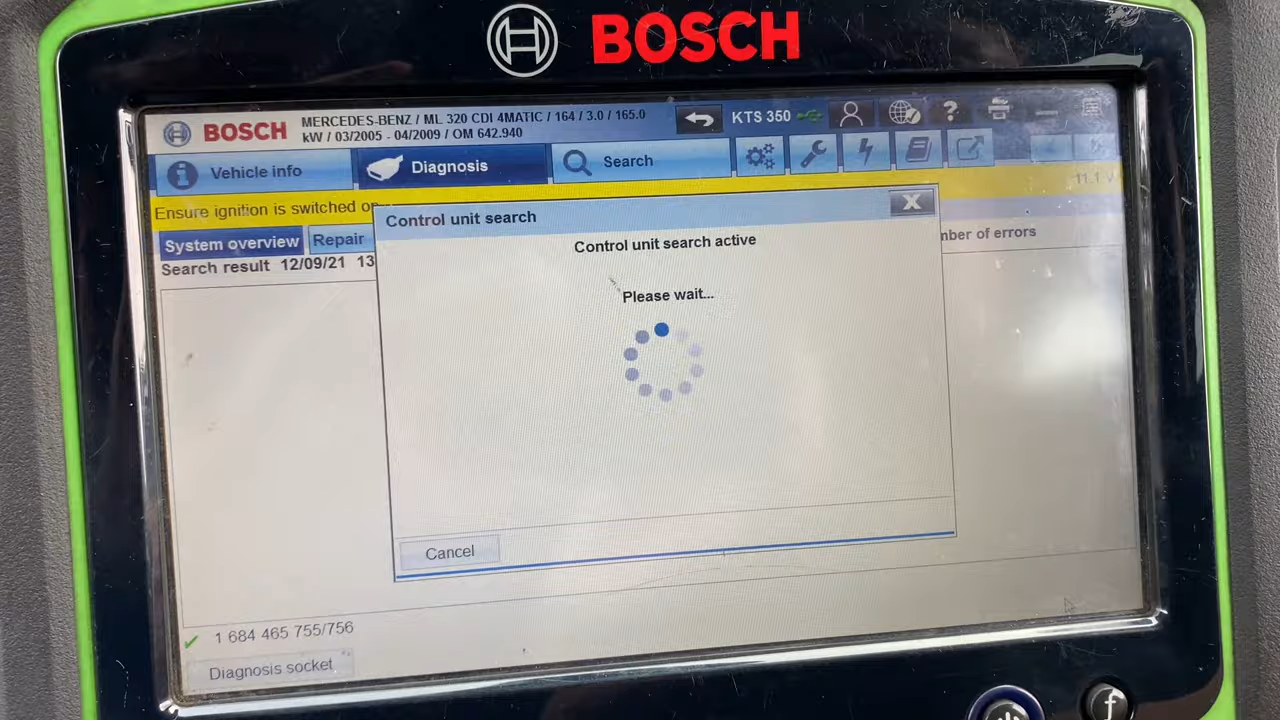 BOSCH
BOSCH
MERCEDES-BENZ / ML 320 CDI 4MATIC / 164 / 3.0 / 165.0
kW / 03/2005 - 04/2009 / OM 642.940
KTS 350
?
i
Vehicle info
Diagnosis
Search
Ensure ignition is switched on
11.1 V
System overview
Repair
Search result 12/09/21 13
mber of errors
Control unit search
X
Control unit search active
Please wait...
Cancel
1 684 465 755/756
Diagnosis socket
f